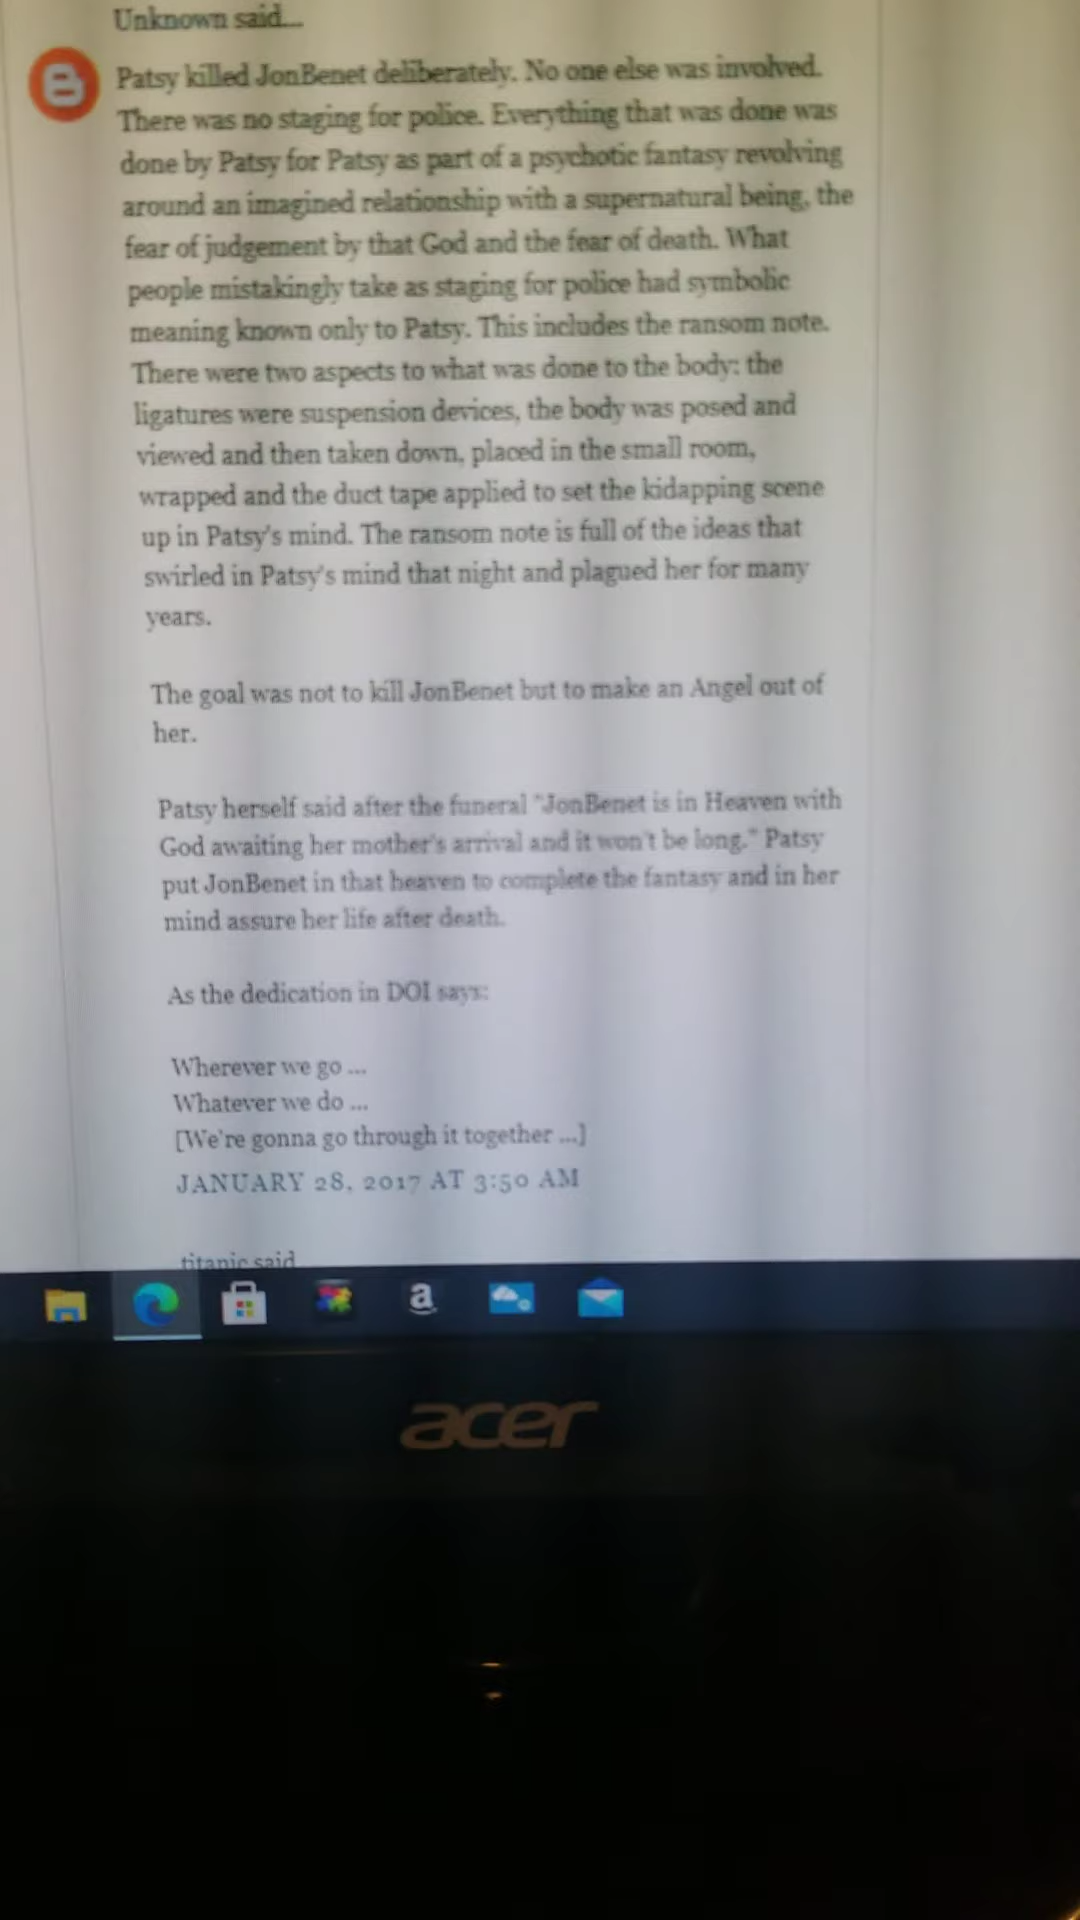 Unknown said...
Patsy killed JonBenet deliberately. No one else was involved.
There was no staging for police. Everything that was done was
done by Patsy for Patsy as part of a psychotic fantasy revolving
around an imagined relationship with a supernatural being, the
fear of judgement by that God and the fear of death. What
people mistakingly take as staging for police had symbolic
meaning known only to Patsy. This includes the ransom note.
There were two aspects to what was done to the body: the
ligatures were suspension devices, the body was posed and
viewed and then taken down, placed in the small room,
wrapped and the duct tape applied to set the kidapping scene
up in Patsy's mind. The ransom note is full of the ideas that
swirled in Patsy's mind that night and plagued her for many
years.
The goal was not to kill JonBenet but to make an Angel out of
her.
Patsy herself said after the funeral "JonBenet is in Heaven with
God awaiting her mother's arrival and it won't be long." Patsy
put JonBenet in that heaven to complete the fantasy and in her
mind assure her life after death.
As the dedication in DOI says:
Wherever we go ...
Whatever we do ...
[We're gonna go through it together ...]
JANUARY 28, 2017 AT 3:50 AM
titanic said
a
acer